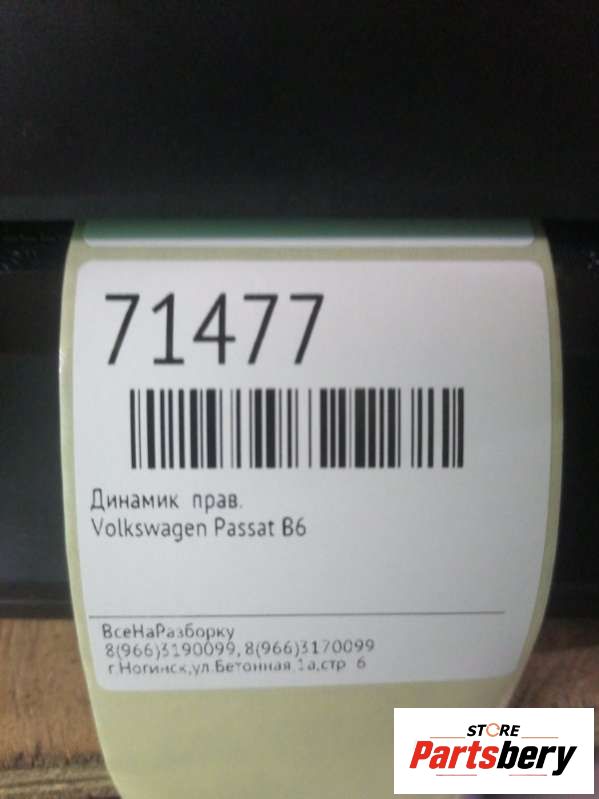 71477
Динамик прав.
Volkswagen Passat B6
ВсеНаРазборку
8(966)3190099, 8(966)3170099
г.Ногинск,ул.Бетонная 1а,стр 6
STORE
Partsbery